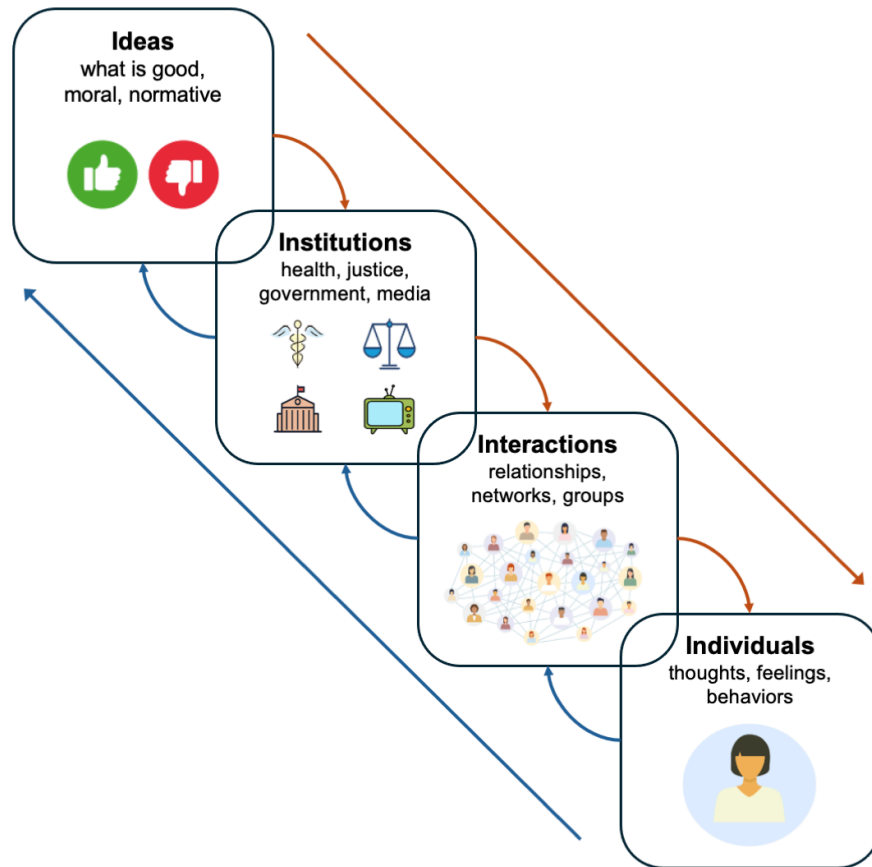 Ideas
what is good,
moral, normative
Institutions
health, justice,
government, media
Interactions
relationships,
networks, groups
Individuals
thoughts, feelings,
behaviors